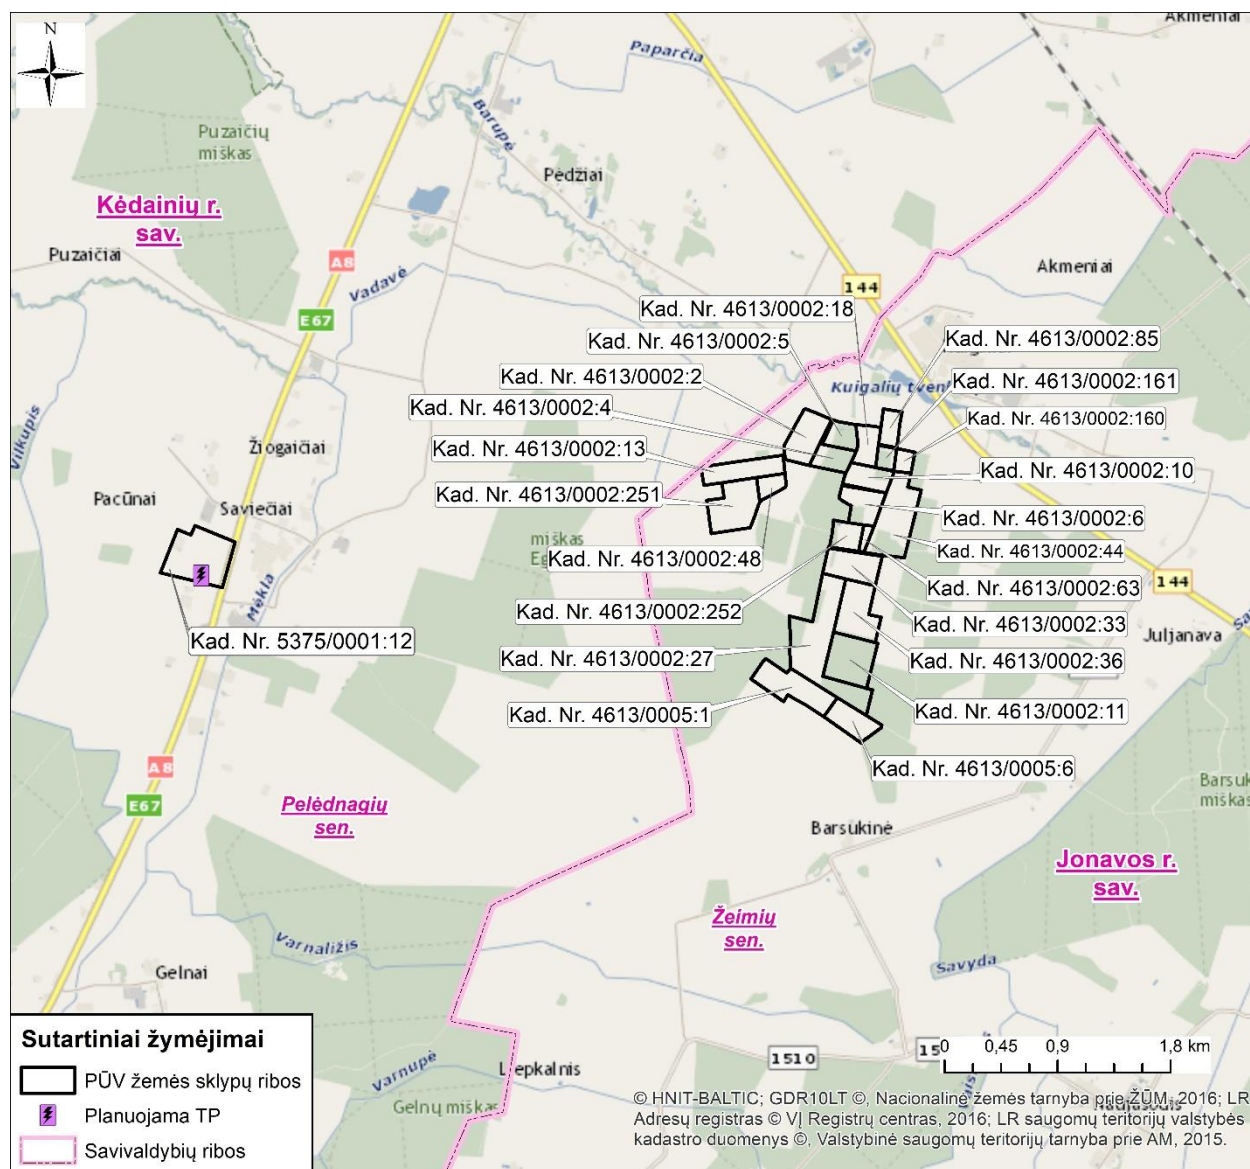 N
Akmeniai
Paparčia
Barupė
Puzaičių
miškas
Pėdžiai
Kėdainių r.
sav.
Puzaičiai
A8
Vadavė
E67
Akmeniai
144
Kad. Nr. 4613/0002:18
Kad. Nr. 4613/0002:5
Kad. Nr. 4613/0002:85
Kad. Nr. 4613/0002:2
Kuigalių
Kad. Nr. 4613/0002:161
Kad. Nr. 4613/0002:4
Kad. Nr. 4613/0002:160
Vilkupis
Žiogaičiai
Kad. Nr. 4613/0002:13
Kad. Nr. 4613/0002:10
Pacūnai
Saviečiai
Kad. Nr. 4613/0002:251
Kad. Nr. 4613/0002:6
miškas
Kad. Nr. 4613/0002:48
Kad. Nr. 4613/0002:44
Mėkla
Kad. Nr. 4613/0002:63
144
Kad. Nr. 4613/0002:252
Kad. Nr. 4613/0002:33
Juljanava
Kad. Nr. 5375/0001:12
Kad. Nr. 4613/0002:27
Kad. Nr. 4613/0002:36
Kad. Nr. 4613/0005:1
Kad. Nr. 4613/0002:11
Kad. Nr. 4613/0005:6
A8
E67
Pelėdnagių
sen.
Barsukinė
miškas
Jonavos r.
sav.
Žeimių
sen.
Varnaližis
Gelnai
Savyda
Sutartiniai žymėjimai
PŪV žemės sklypų ribos
Planuojama TP
Savivaldybių ribos
Varnupė
Gelnų miškas
Liepkalnis
1510
0 0,45 0,9 1,8 km
© HNIT-BALTIC; GDR10LT ©, Nacionalinė žemės tarnyba prie ŽŪM, 2016; LR
Adresų registras © VĮ Registrų centras, 2016; LR saugomų teritorijų valstybės
kadastro duomenys ©, Valstybinė saugomų teritorijų tarnyba prie AM, 2015.